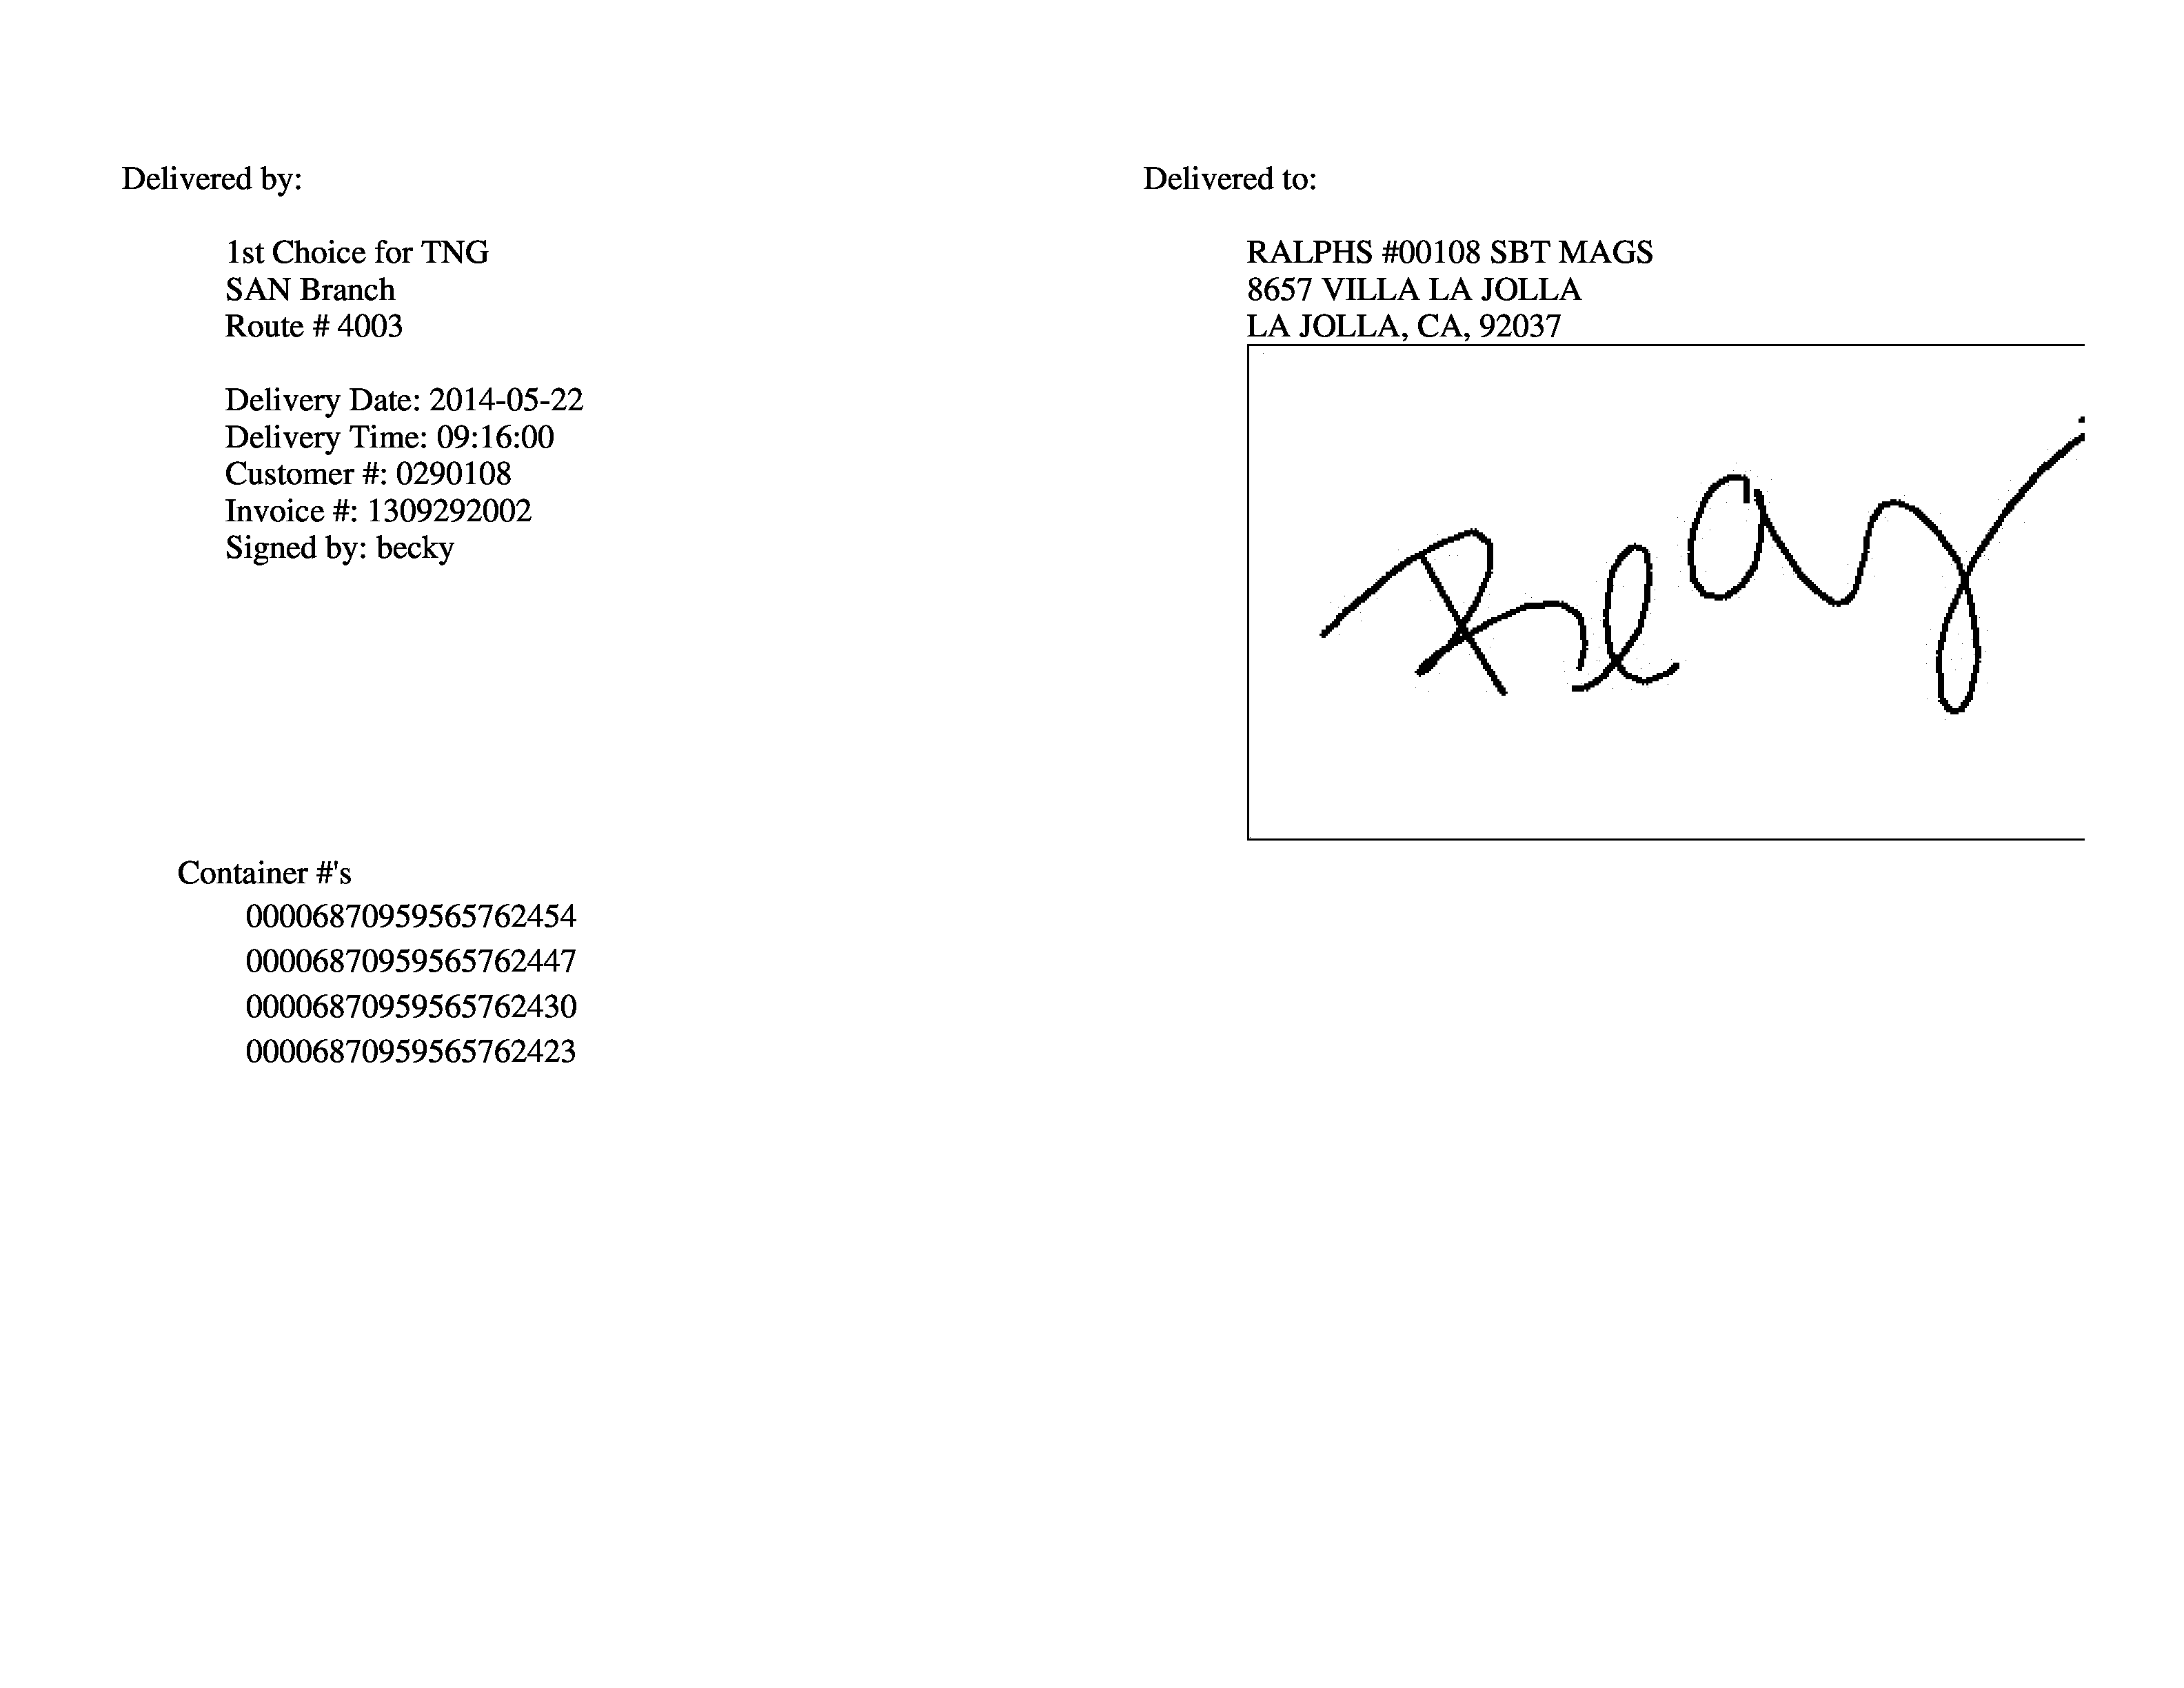 Delivered by:
1st Choice for TNG
SAN Branch
Route # 4003
Delivery Date: 2014-05-22
Delivery Time: 09:16:00
Customer #: 0290108
Invoice #: 1309292002
Signed by: becky
Delivered to:
RALPHS #00108 SBT MAGS
8657 VILLA LA JOLLA
LA JOLLA, CA, 92037
Container #'s
00006870959565762454
00006870959565762447
00006870959565762430
00006870959565762423